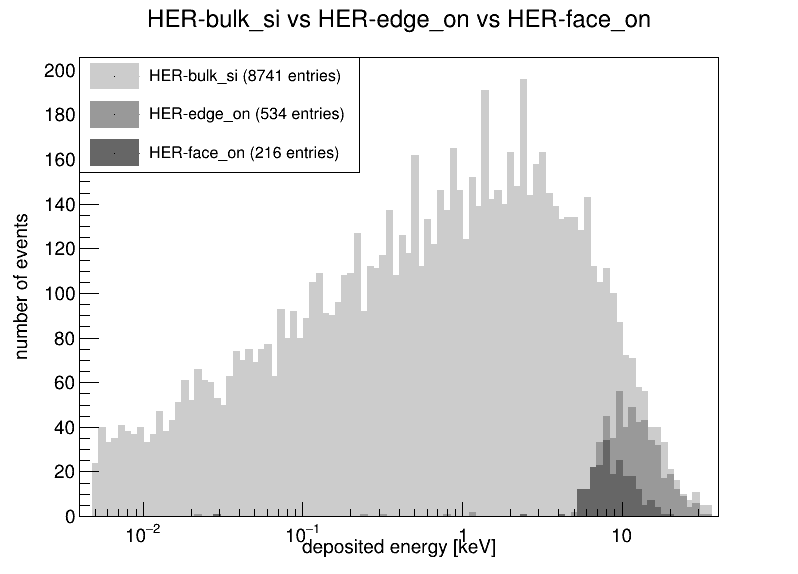 HER-bulk_si vs HER-edge_on vs HER-face_on
HER-bulk_si (8741 entries)
HER-edge_on (534 entries)
HER-face_on (216 entries)
number of events
200
180
160
140
120
100
80
60
40
20
0
10−2
10−1
1
10
deposited energy [keV]